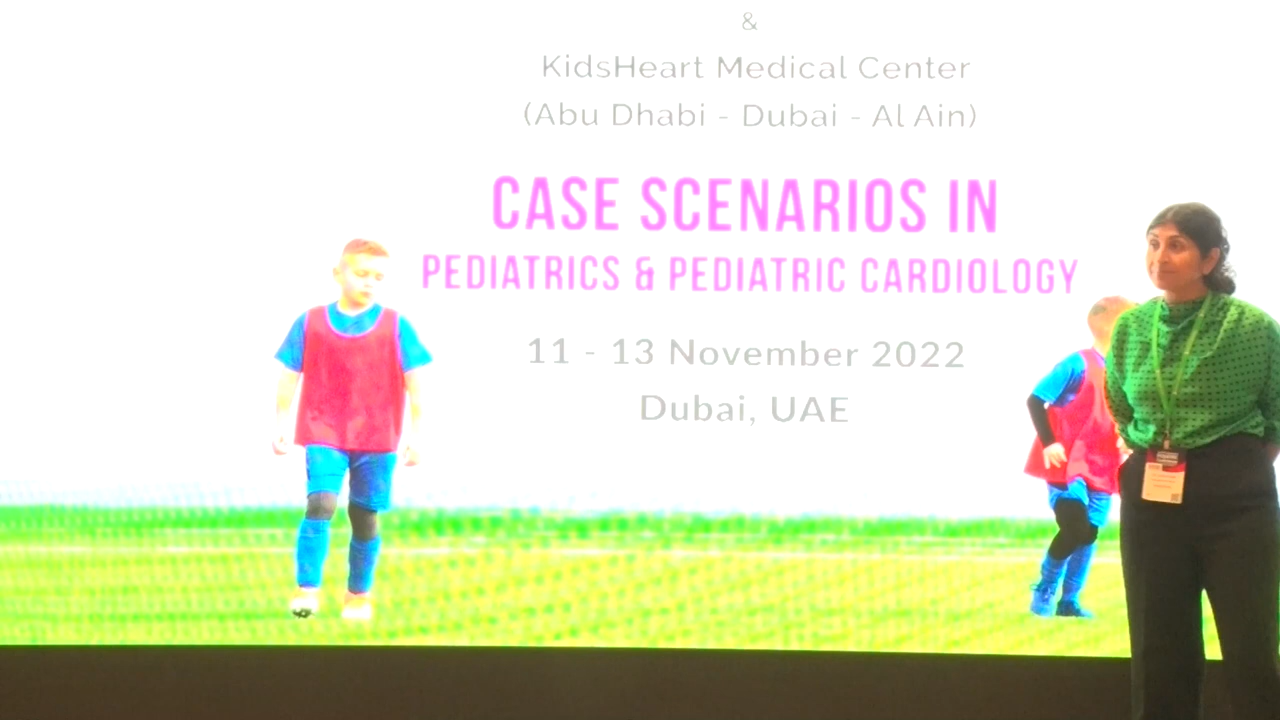 &
KidsHeart Medical Center
(Abu Dhabi - Dubai - Al Ain)
CASE SCENARIOS IN
PEDIATRICS & PEDIATRIC CARDIOLOGY
11 - 13 November 2022
Dubai, UAE